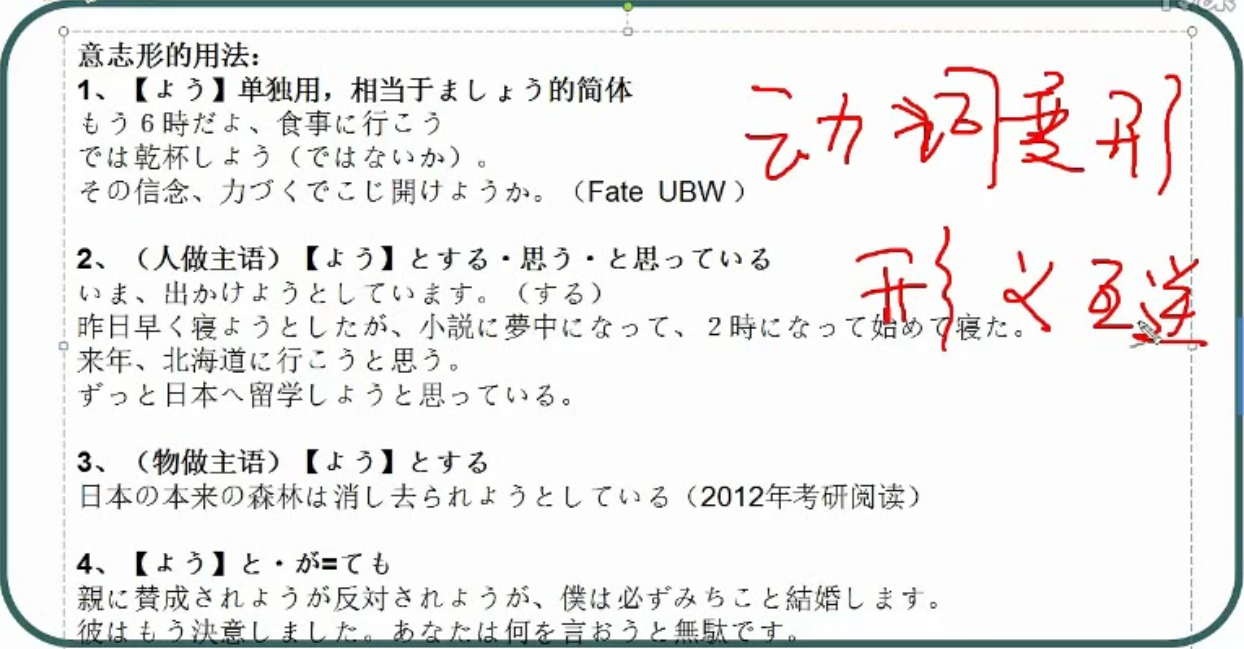 意志形的用法：
1、【よう】单独用，相当于ましょう的简体
もう６時だよ、食事に行こう
では乾杯しよう（ではないか）。
その信念、力づくでこじ開けようか。（Fate UBW）
动词变形
2、（人做主语）【よう】とする・思う・と思っている
いま、出かけようとしています。（する）
昨日早く寝ようとしたが、小説に夢中になって、２時になって始めて寝た。
来年、北海道に行こうと思う。
ずっと日本へ留学しようと思っている。
形义互逆
3、（物做主语）【よう】とする
日本の本来の森林は消し去られようとしている（2012年考研阅读）
4、【よう】と・が=ても
親に賛成されようが反対されようが、僕は必ずみちこと結婚します。
彼はもう決意しました。あなたは何を言おうと無駄です。